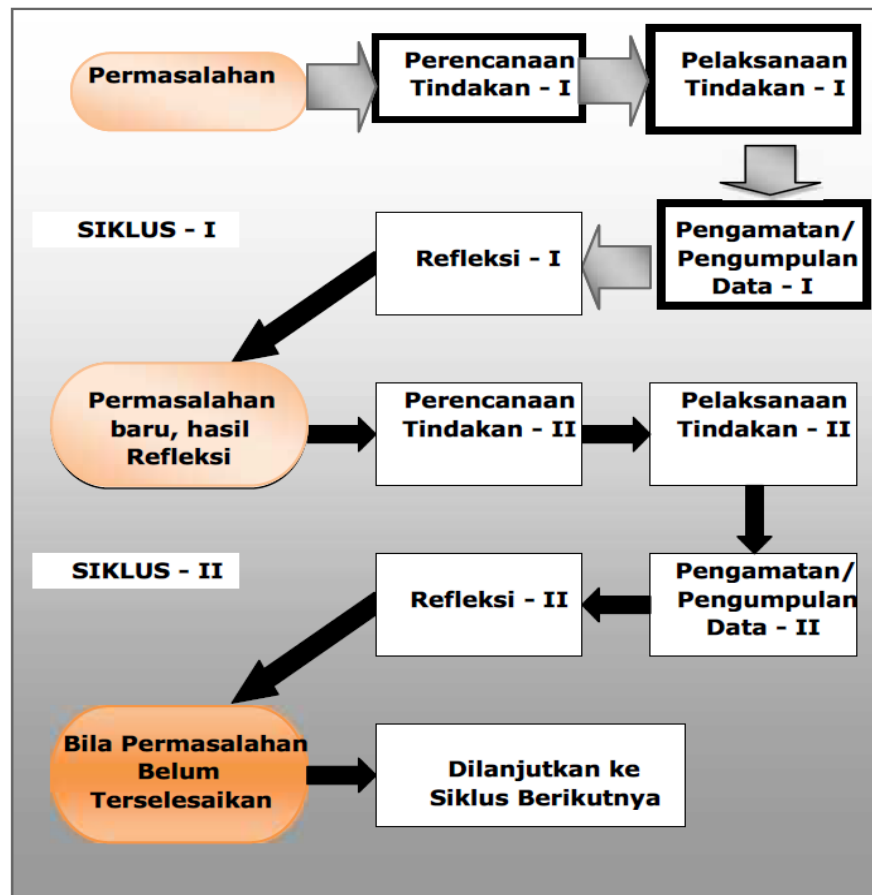 Permasalahan
Perencanaan
Tindakan - I
Pelaksanaan
Tindakan - I
SIKLUS - I
Refleksi - I
Pengamatan/
Pengumpulan
Data - I
Permasalahan
baru, hasil
Refleksi
Perencanaan
Tindakan - II
Pelaksanaan
Tindakan - II
SIKLUS - II
Refleksi - II
Pengamatan/
Pengumpulan
Data - II
Bila Permasalahan
Belum
Terselesaikan
Dilanjutkan ke
Siklus Berikutnya